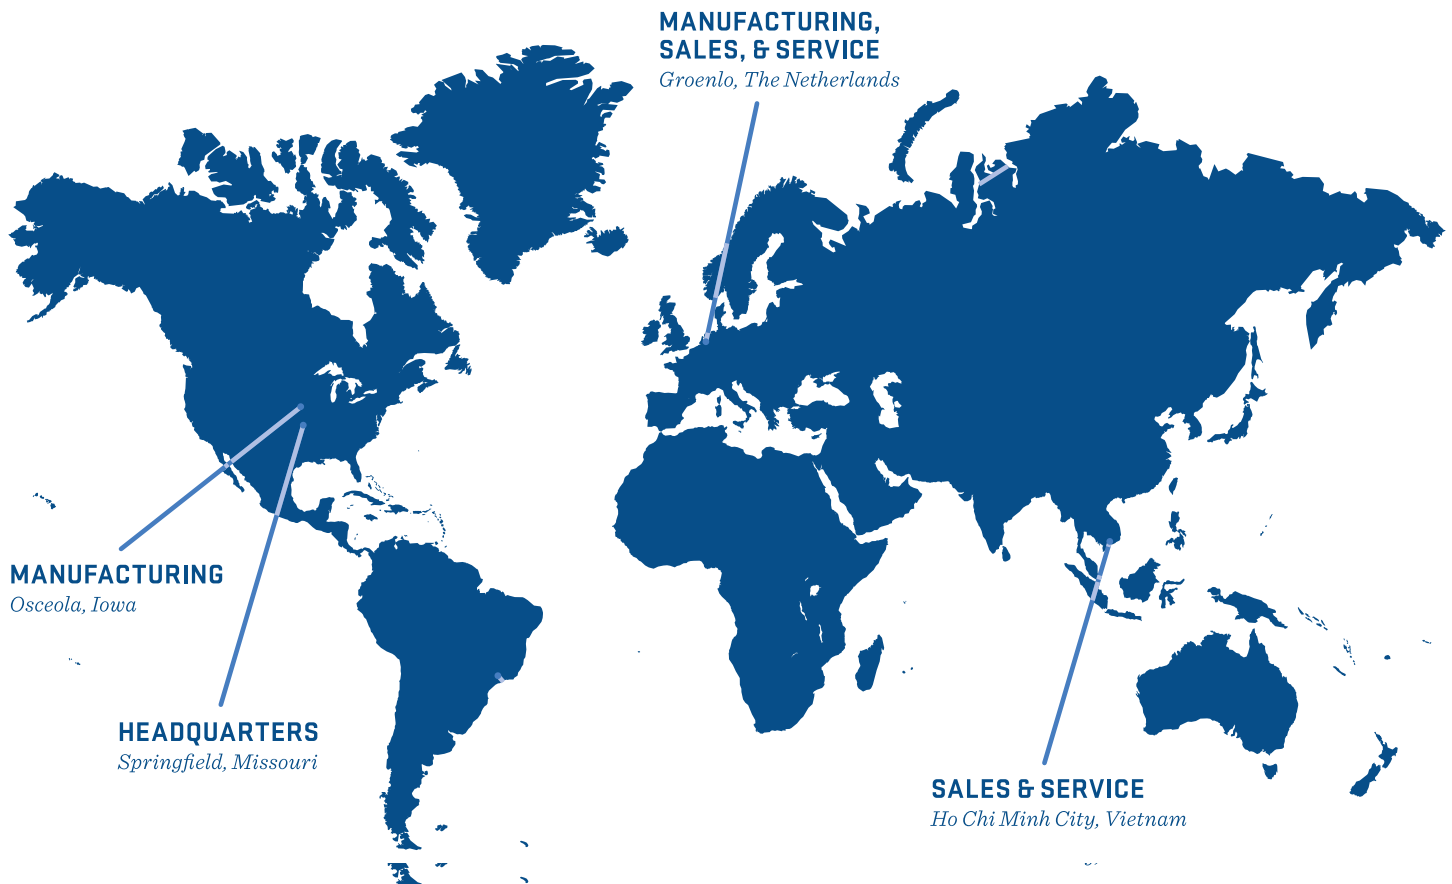 MANUFACTURING,
SALES, & SERVICE
Groenlo, The Netherlands
MANUFACTURING
Osceola, Iowa
HEADQUARTERS
Springfield, Missouri
SALES & SERVICE
Ho Chi Minh City, Vietnam